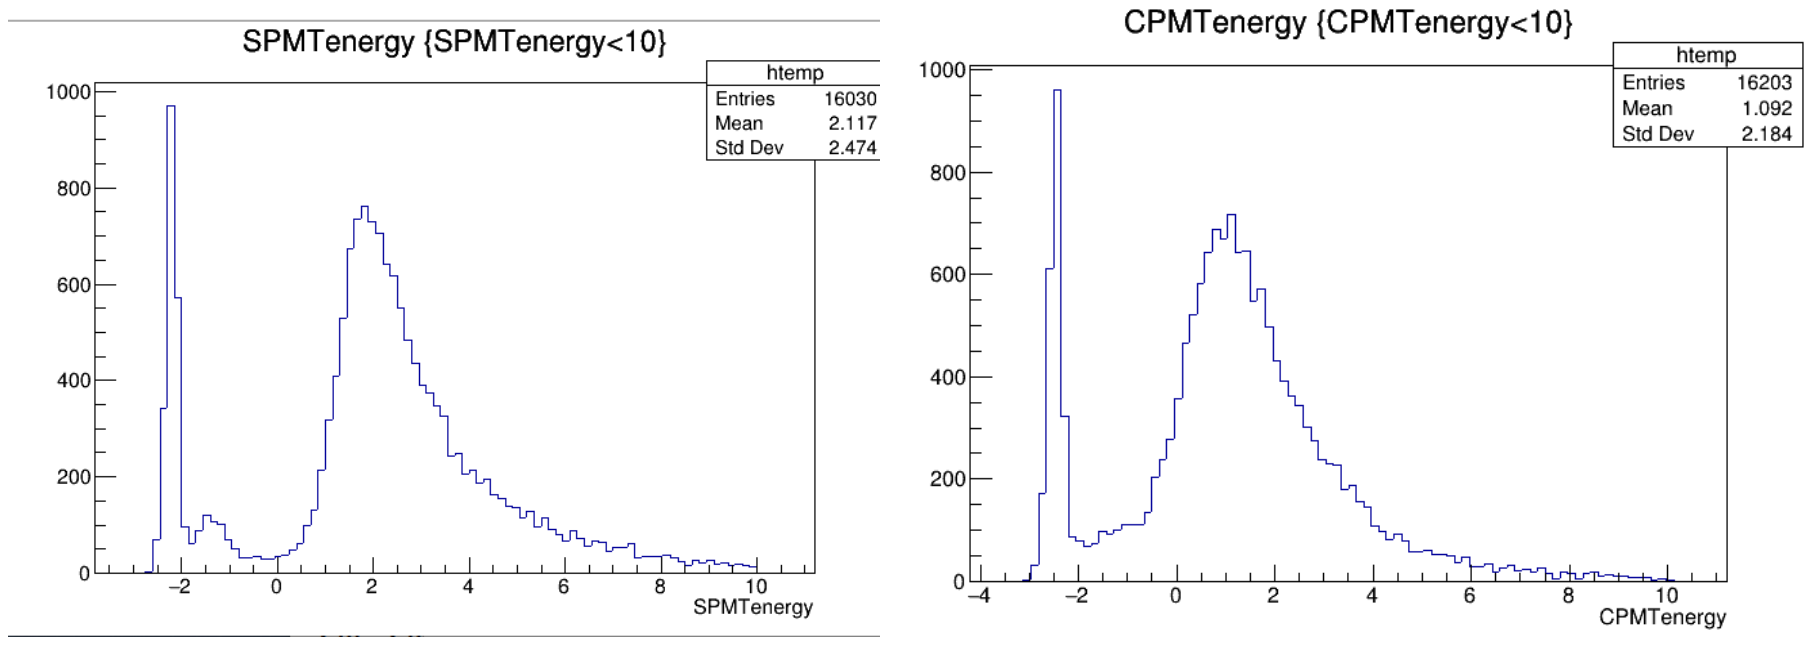 SPMTenergy {SPMTenergy<10}
htemp
Entries 16030
Mean 2.117
Std Dev 2.474
1000
800
600
400
200
0
−2 0 2 4 6 8 10
SPMTenergy
CPMTenergy {CPMTenergy<10}
htemp
Entries 16203
Mean 1.092
Std Dev 2.184
1000
800
600
400
200
0
−4 −2 0 2 4 6 8 10
CPMTenergy